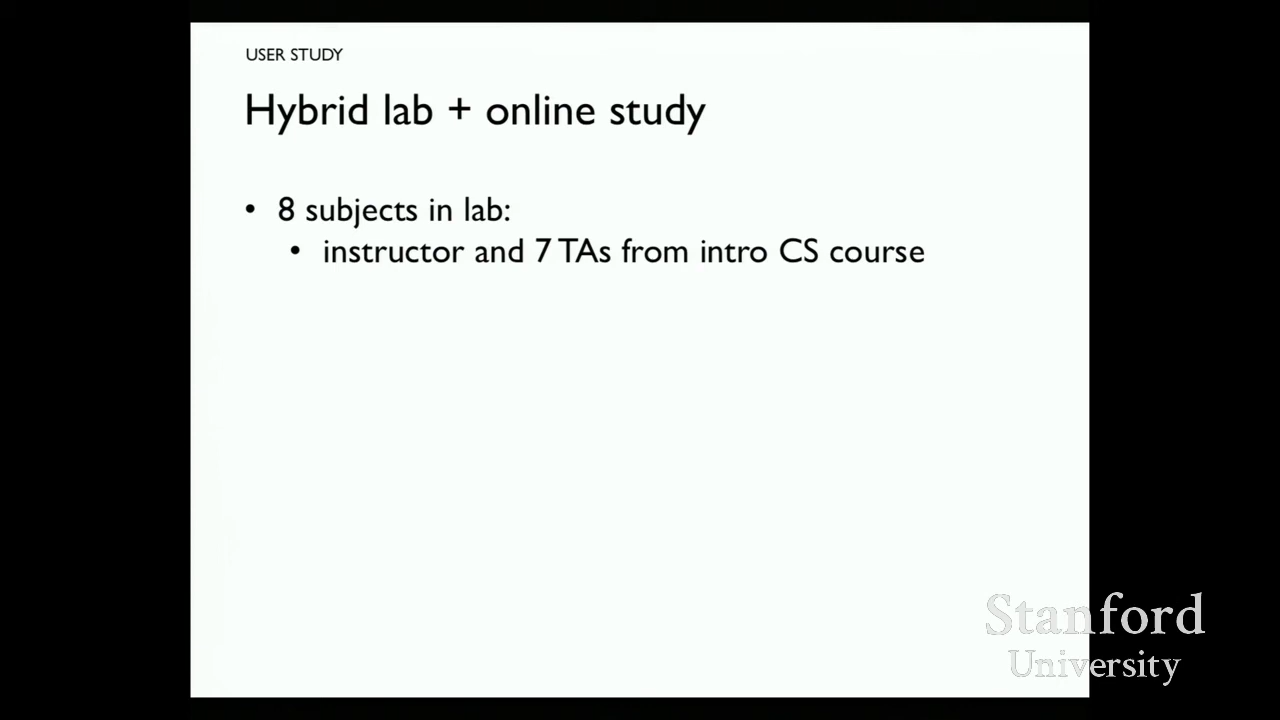 USER STUDY
Hybrid lab + online study
• 8 subjects in lab:
• instructor and 7 TAs from intro CS course
Stanford
University